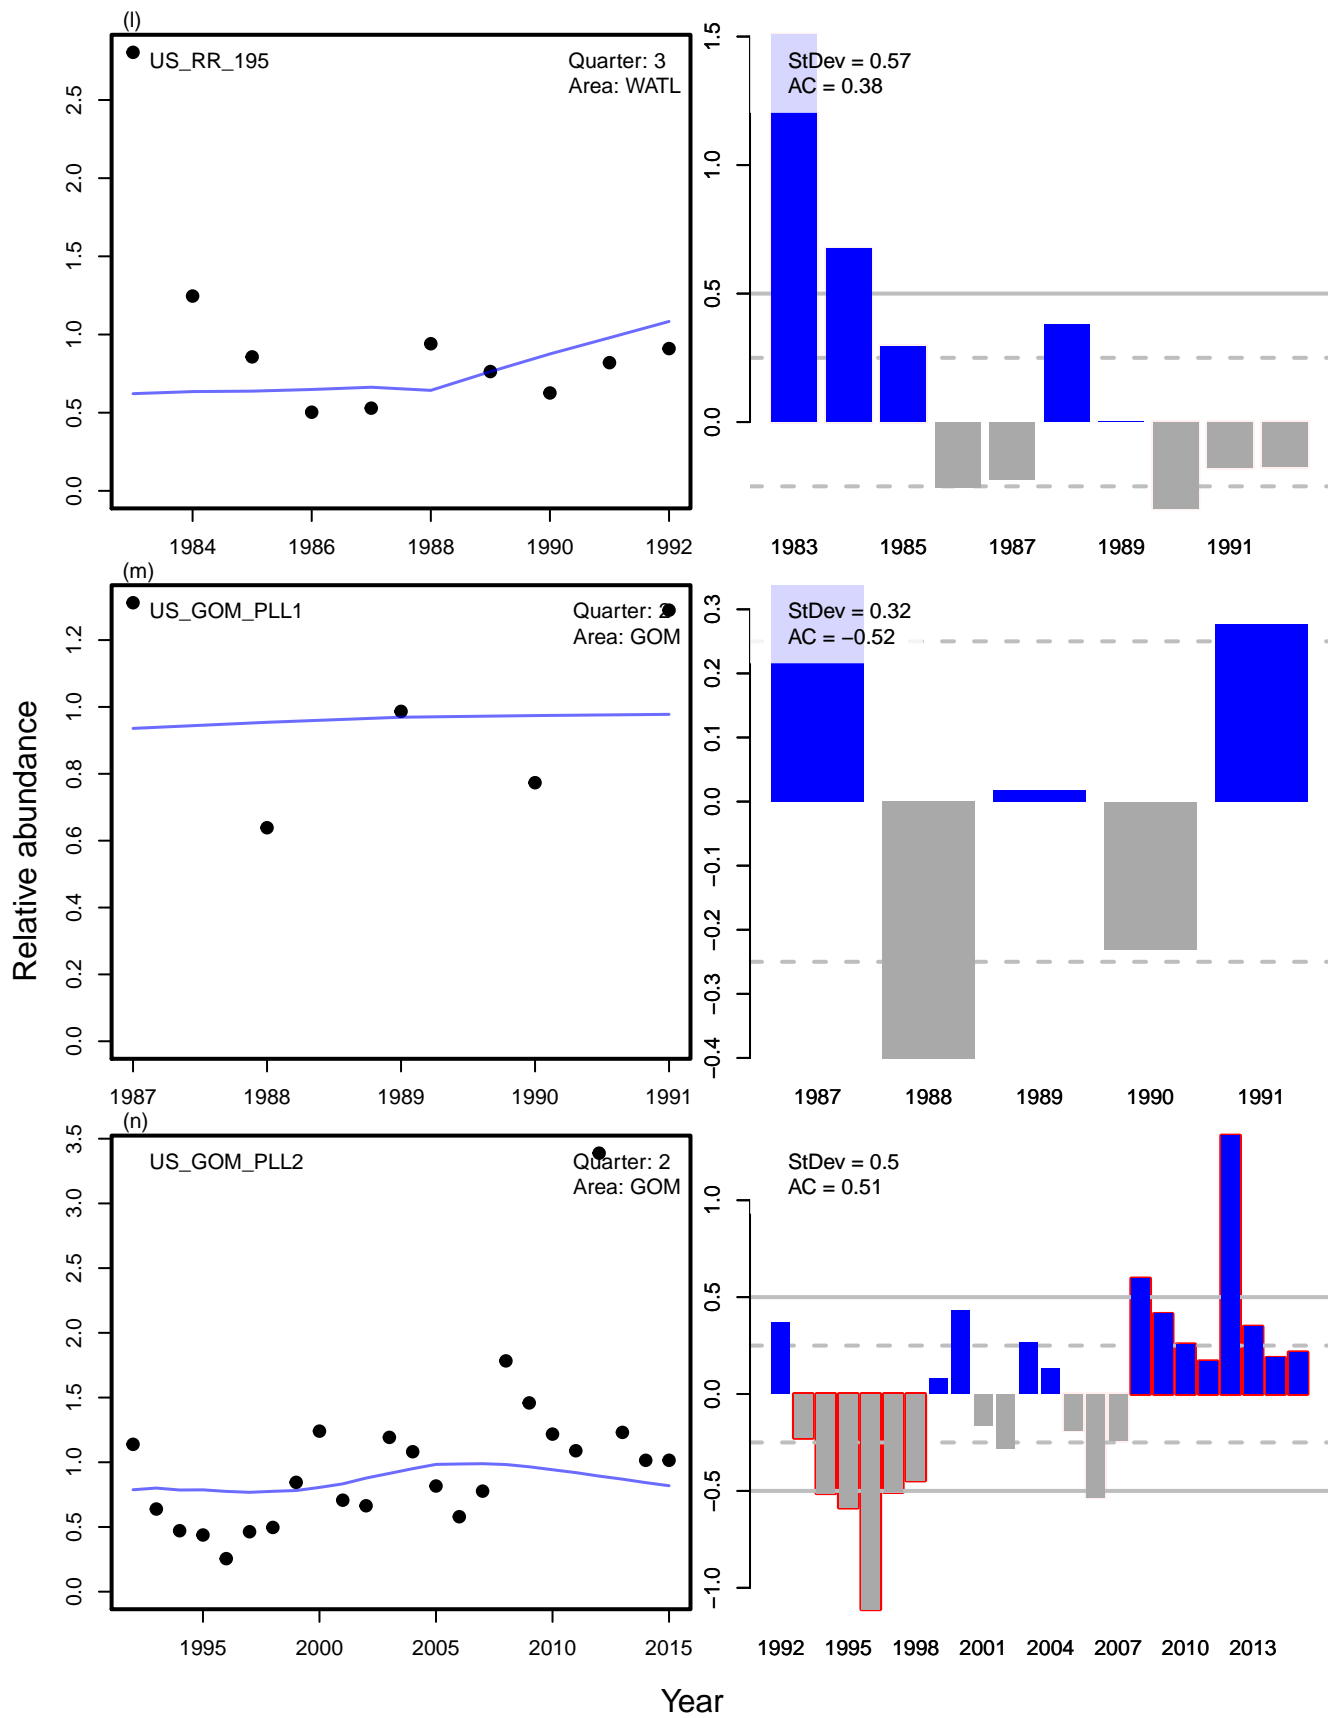 (l)
US_RR_195
Quarter: 3
Area: WATL
0.0 0.5 1.0 1.5 2.0 2.5
1984 1986 1988 1990 1992
StDev = 0.57
AC = 0.38
0.0 0.5 1.0 1.5
1983 1985 1987 1989 1991
(m)
US_GOM_PLL1
Quarter: 2
Area: GOM
0.0 0.2 0.4 0.6 0.8 1.0 1.2
1987 1988 1989 1990 1991
StDev = 0.32
AC = −0.52
−0.4 −0.3 −0.2 −0.1 0.0 0.1 0.2 0.3
1987 1988 1989 1990 1991
Relative abundance
(n)
US_GOM_PLL2
Quarter: 2
Area: GOM
0.0 0.5 1.0 1.5 2.0 2.5 3.0 3.5
1995 2000 2005 2010 2015
StDev = 0.5
AC = 0.51
−1.0 −0.5 0.0 0.5 1.0
1992 1995 1998 2001 2004 2007 2010 2013
Year